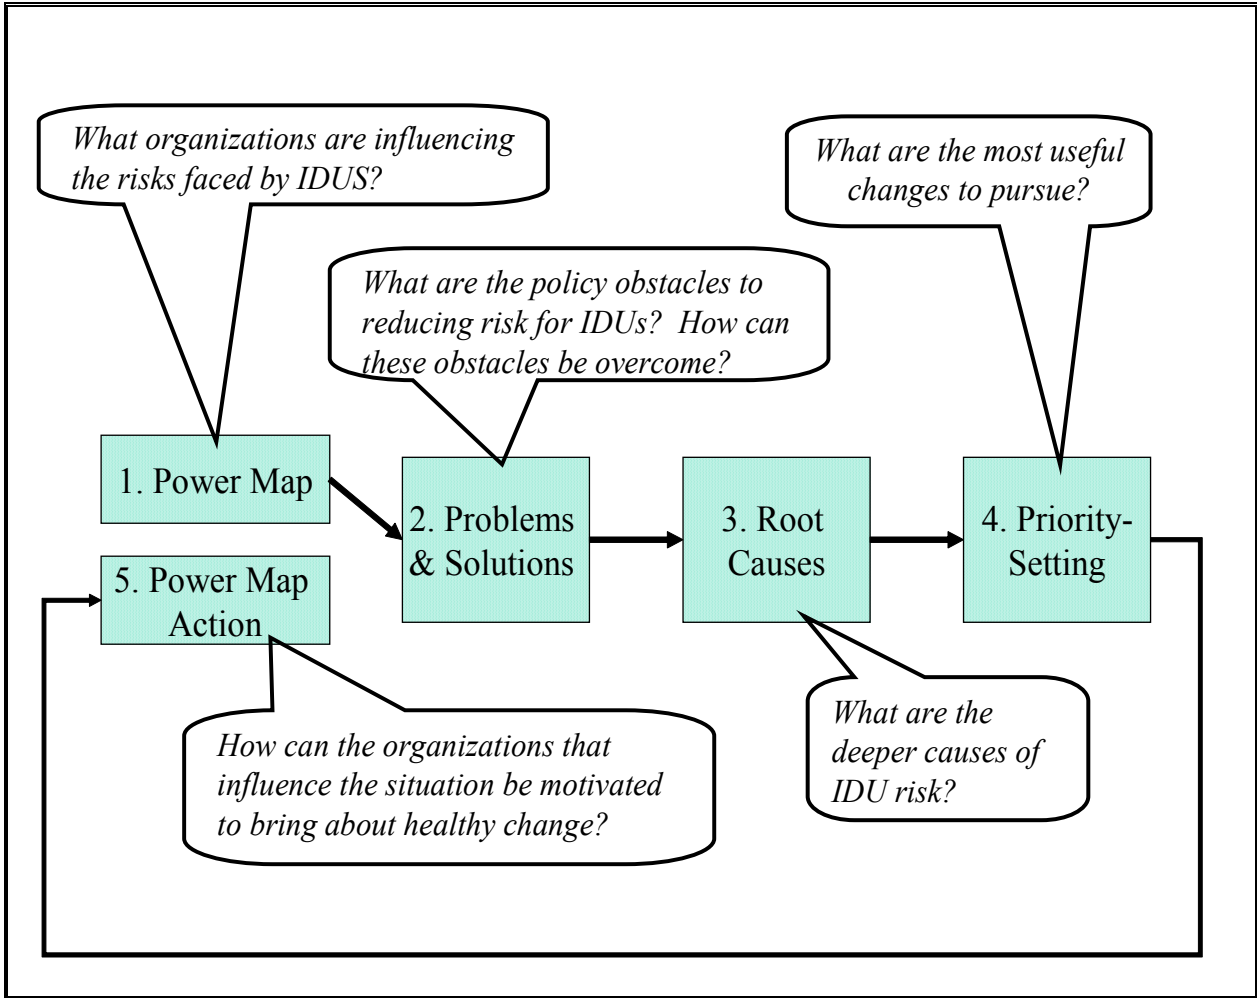 What organizations are influencing
the risks faced by IDUS?
What are the most useful
changes to pursue?
What are the policy obstacles to
reducing risk for IDUs?  How can
these obstacles be overcome?
1. Power Map
2. Problems
& Solutions
3. Root
Causes
4. Priority-
Setting
5. Power Map
Action
What are the
deeper causes of
IDU risk?
How can the organizations that
influence the situation be motivated
to bring about healthy change?